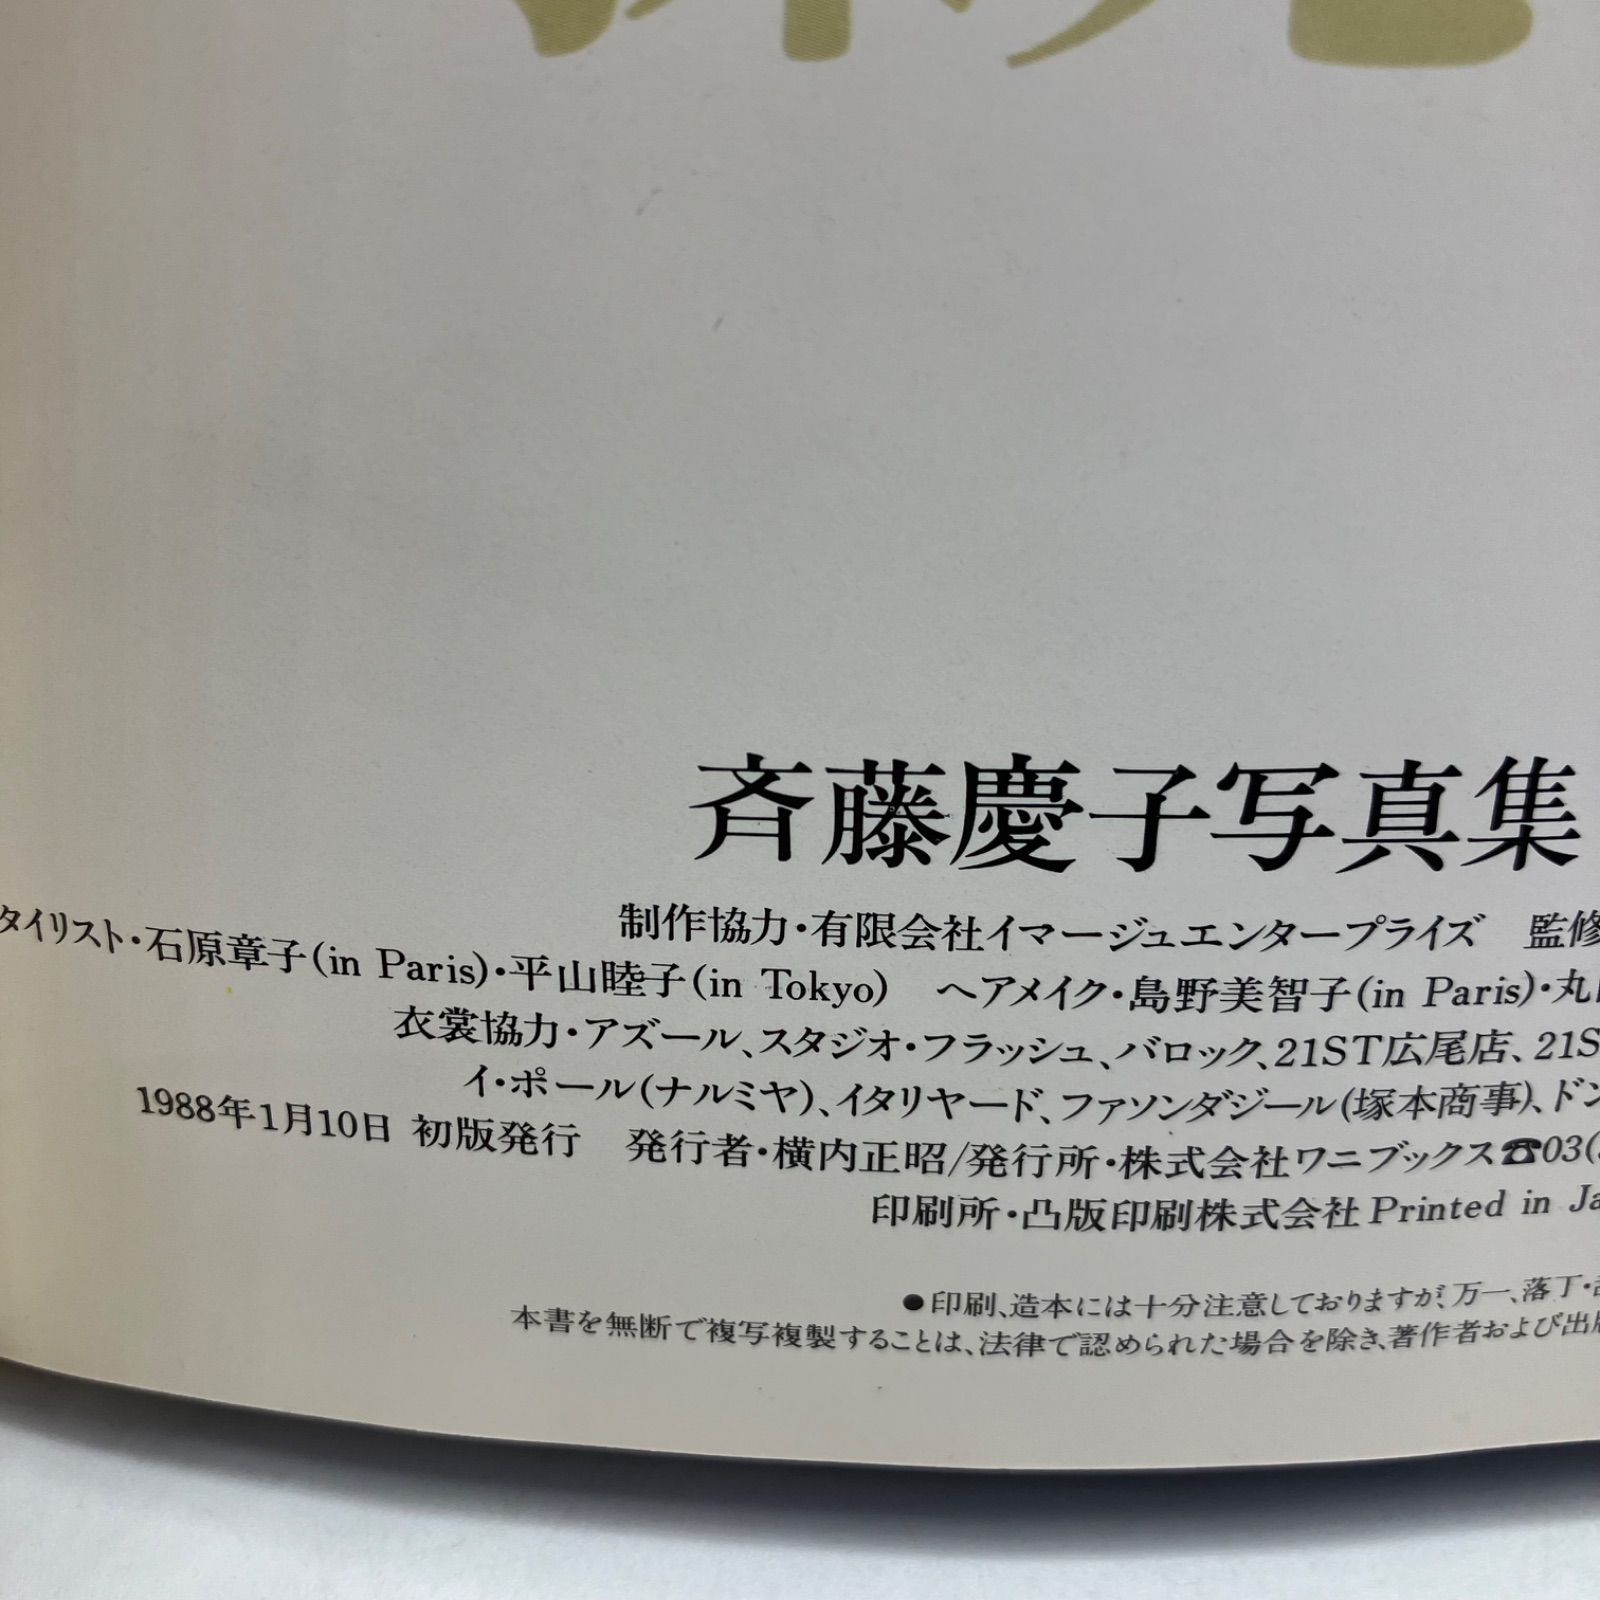 斉藤慶子写真集
制作協力・有限会社イマージュエンタープライズ 監修
タイリスト・石原章子(in Paris)・平山睦子(in Tokyo) ヘアメイク・島野美智子(in Paris)・丸
衣裳協力・アズール、スタジオ・フラッシュ、バロック、21ST広尾店、21S
イ・ポール(ナルミヤ)、イタリヤード、ファソンダジール(塚本商事)、ドン
1988年1月10日 初版発行 発行者・横内正昭/発行所・株式会社ワニブックス☎03(
印刷所・凸版印刷株式会社 Printed in Ja
●印刷、造本には十分注意しておりますが、万一、落丁・
本書を無断で複写複製することは、法律で認められた場合を除き、著作者および出版